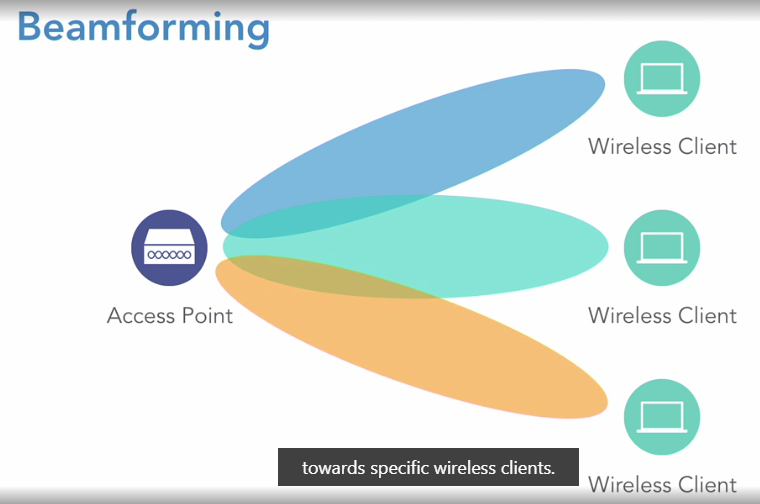 Beamforming
Wireless Client
Access Point
Wireless Client
towards specific wireless clients.
Wireless Client